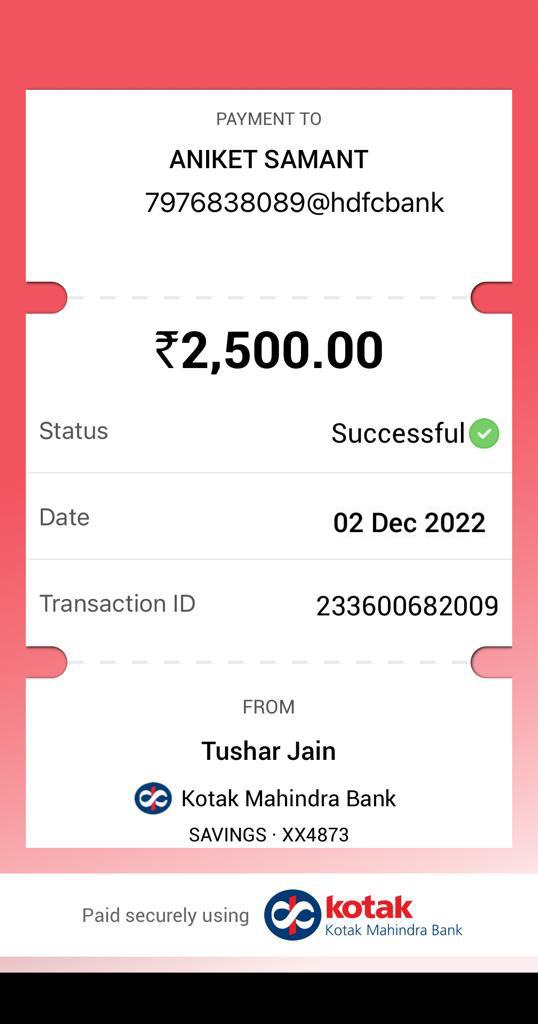 PAYMENT TO
ANIKET SAMANT
7976838089@hdfcbank
₹2,500.00
Status Successful
Date 02 Dec 2022
Transaction ID 233600682009
FROM
Tushar Jain
Kotak Mahindra Bank
SAVINGS · XX4873
Paid securely using kotak
Kotak Mahindra Bank